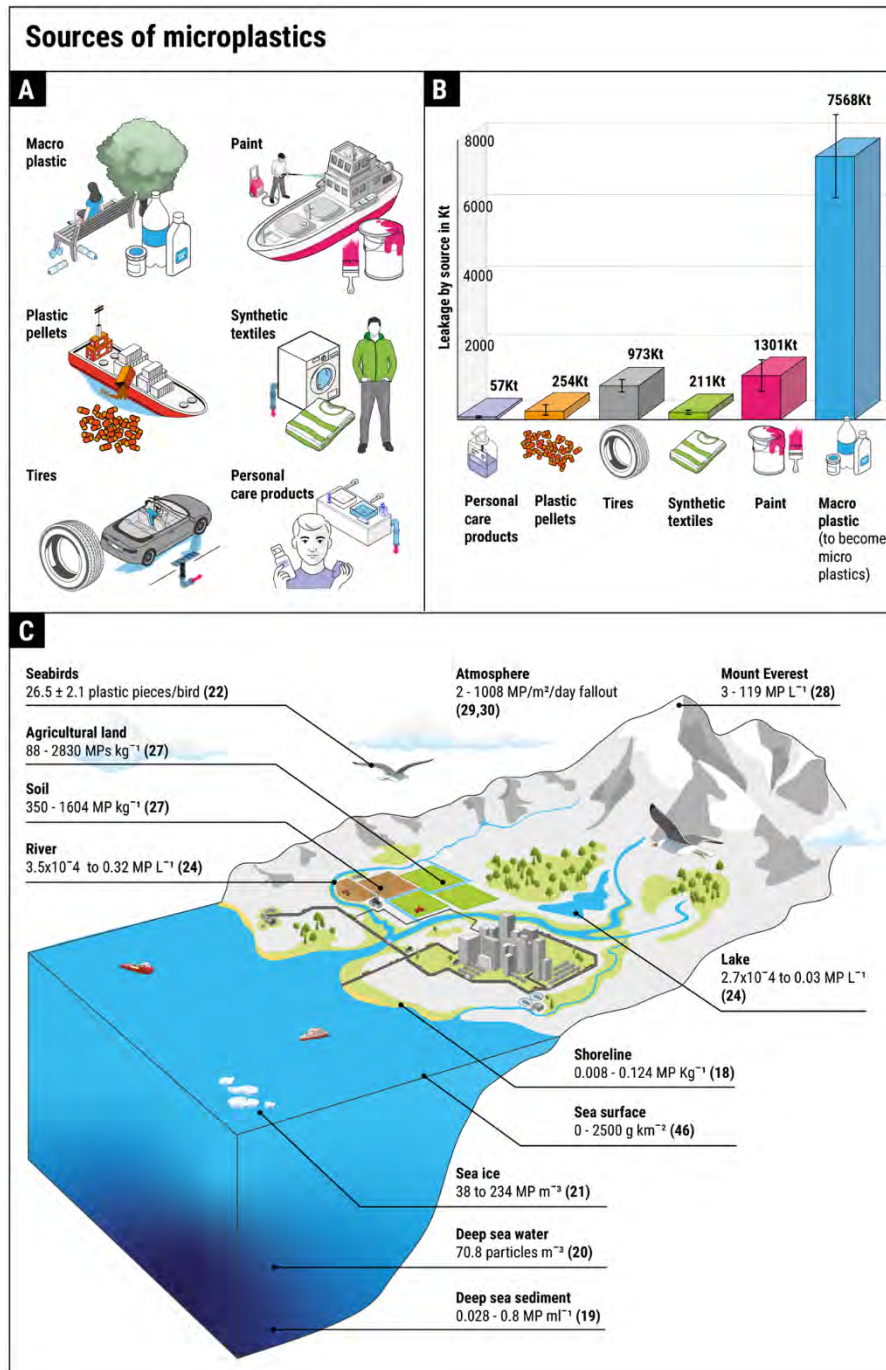 Sources of microplastics
A
Macro
plastic
Paint
Plastic
pellets
Synthetic
textiles
Tires
Personal
care products
B
Leakage by source in Kt
8000
6000
4000
2000
57Kt
254Kt
973Kt
211Kt
1301Kt
7568Kt
Personal
care
products
Plastic
pellets
Tires
Synthetic
textiles
Paint
Macro
plastic
(to become
micro
plastics)
C
Seabirds
26.5 ± 2.1 plastic pieces/bird (22)
Atmosphere
2 - 1008 MP/m²/day fallout
(29,30)
Mount Everest
3 - 119 MP L⁻¹ (28)
Agricultural land
88 - 2830 MPs kg⁻¹ (27)
Soil
350 - 1604 MP kg⁻¹ (27)
River
3.5x10⁻⁴ to 0.32 MP L⁻¹ (24)
Lake
2.7x10⁻⁴ to 0.03 MP L⁻¹
(24)
Shoreline
0.008 - 0.124 MP Kg⁻¹ (18)
Sea surface
0 - 2500 g km⁻² (46)
Sea ice
38 to 234 MP m⁻³ (21)
Deep sea water
70.8 particles m⁻³ (20)
Deep sea sediment
0.028 - 0.8 MP ml⁻¹ (19)